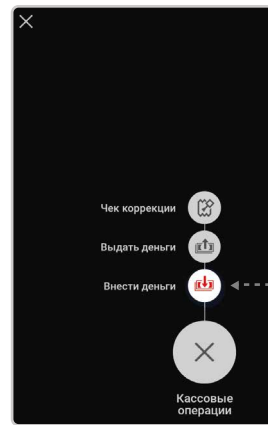 Чек коррекции
Выдать деньги
Внести деньги
Кассовые
операции